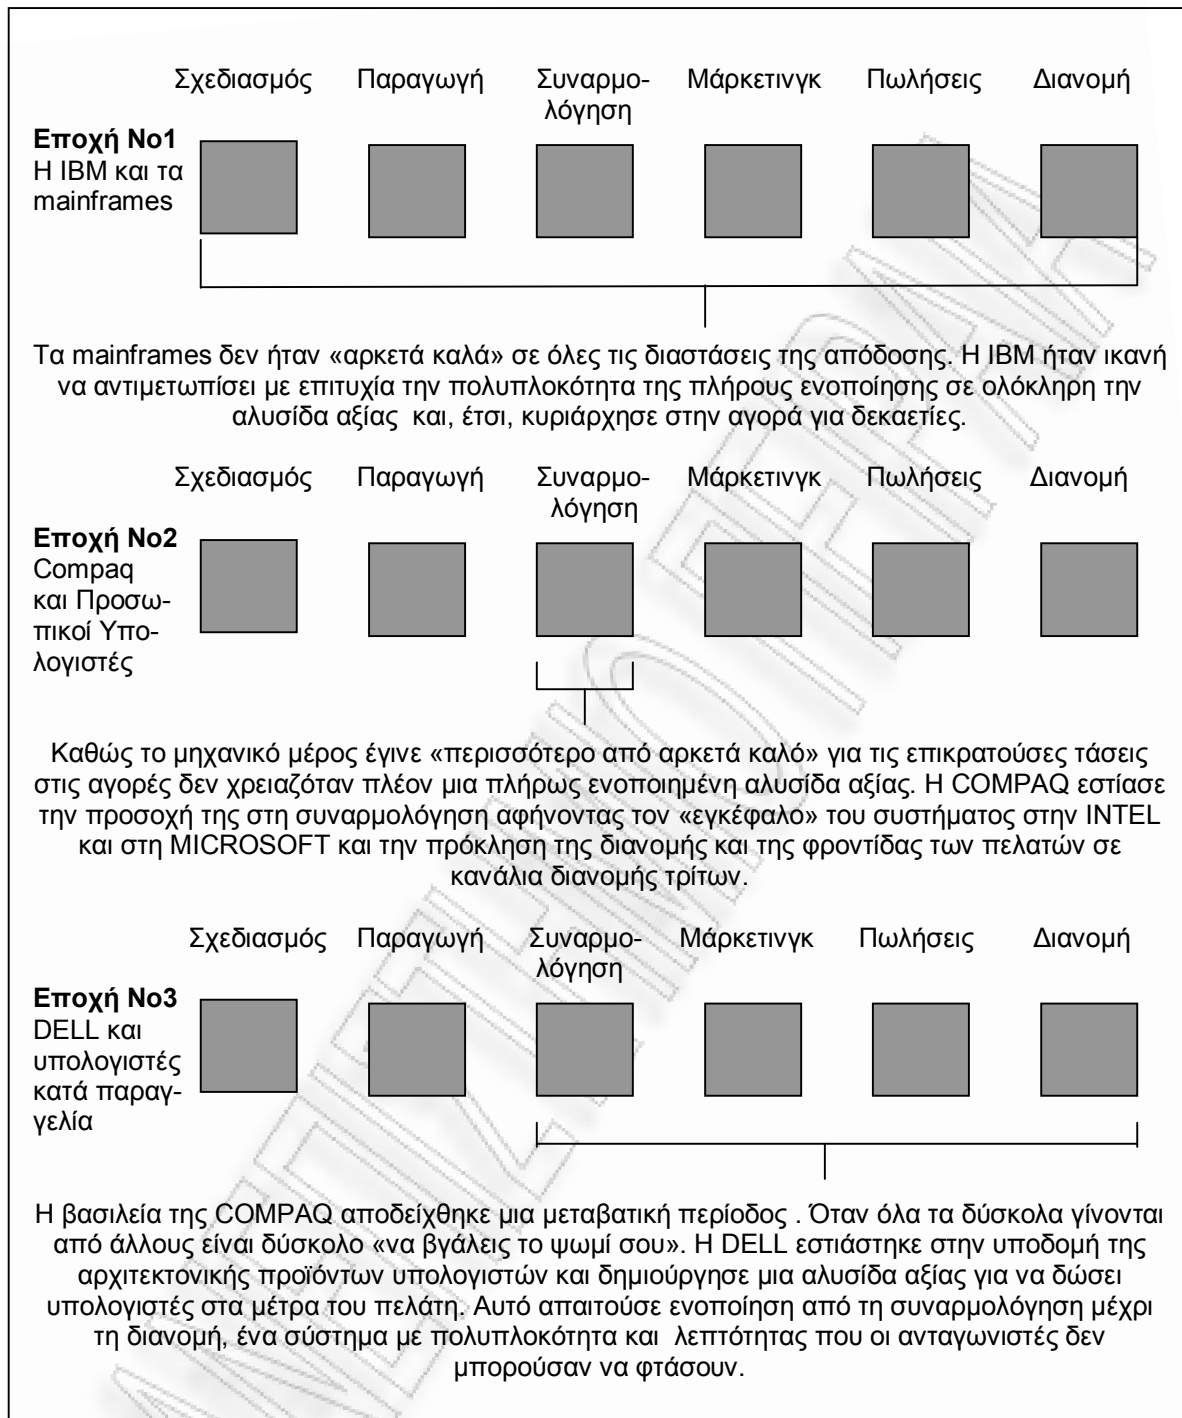 Σχεδιασμός Παραγωγή Συναρμο- Μάρκετινγκ Πωλήσεις Διανομή
λόγηση
Εποχή Νο1
Η ΙΒΜ και τα
mainframes
Τα mainframes δεν ήταν «αρκετά καλά» σε όλες τις διαστάσεις της απόδοσης. Η ΙΒΜ ήταν ικανή
να αντιμετωπίσει με επιτυχία την πολυπλοκότητα της πλήρους ενοποίησης σε ολόκληρη την
αλυσίδα αξίας και, έτσι, κυριάρχησε στην αγορά για δεκαετίες.
Σχεδιασμός Παραγωγή Συναρμο- Μάρκετινγκ Πωλήσεις Διανομή
λόγηση
Εποχή Νο2
Compaq
και Προσω-
πικοί Υπο-
λογιστές
Καθώς το μηχανικό μέρος έγινε «περισσότερο από αρκετά καλό» για τις επικρατούσες τάσεις
στις αγορές δεν χρειαζόταν πλέον μια πλήρως ενοποιημένη αλυσίδα αξίας. Η COMPAQ εστίασε
την προσοχή της στη συναρμολόγηση αφήνοντας τον «εγκέφαλο» του συστήματος στην INTEL
και στη MICROSOFT και την πρόκληση της διανομής και της φροντίδας των πελατών σε
κανάλια διανομής τρίτων.
Σχεδιασμός Παραγωγή Συναρμο- Μάρκετινγκ Πωλήσεις Διανομή
λόγηση
Εποχή Νο3
DELL και
υπολογιστές
κατά παραγ-
γελία
Η βασιλεία της COMPAQ αποδείχθηκε μια μεταβατική περίοδος . Όταν όλα τα δύσκολα γίνονται
από άλλους είναι δύσκολο «να βγάλεις το ψωμί σου». Η DELL εστιάστηκε στην υποδομή της
αρχιτεκτονικής προϊόντων υπολογιστών και δημιούργησε μια αλυσίδα αξίας για να δώσει
υπολογιστές στα μέτρα του πελάτη. Αυτό απαιτούσε ενοποίηση από τη συναρμολόγηση μέχρι
τη διανομή, ένα σύστημα με πολυπλοκότητα και λεπτότητας που οι ανταγωνιστές δεν
μπορούσαν να φτάσουν.